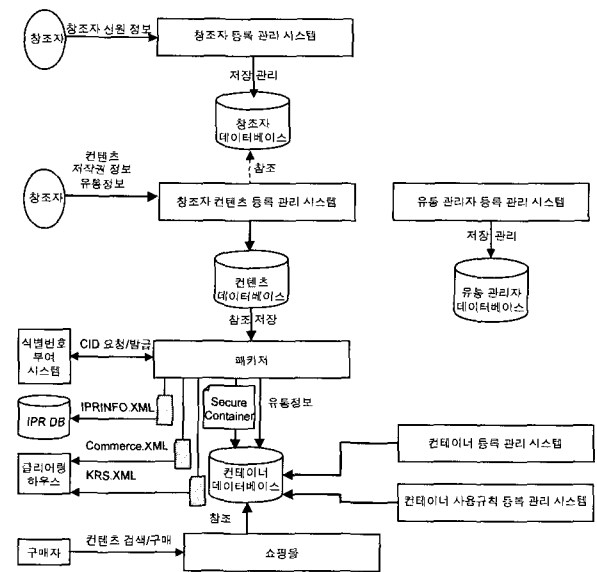 창조자
창조자 신원 정보
창조자 등록 관리 시스템
저장 관리
창조자
데이터베이스
참조
컨텐츠
저작권 정보
유통정보
창조자
창조자 컨텐츠 등록 관리 시스템
유통 관리자 등록 관리 시스템
저장 관리
컨텐츠
데이터베이스
유통 관리자
데이터베이스
참조 저장
식별번호
부여
시스템
CID 요청/발급
패키저
IPR DB
IPRINFO.XML
Secure
Container
유통정보
Commerce.XML
클리어링
하우스
KRS.XML
컨테이너
데이터베이스
컨테이너 등록 관리 시스템
컨테이너 사용규칙 등록 관리 시스템
참조
구매자
컨텐츠 검색/구매
쇼핑몰